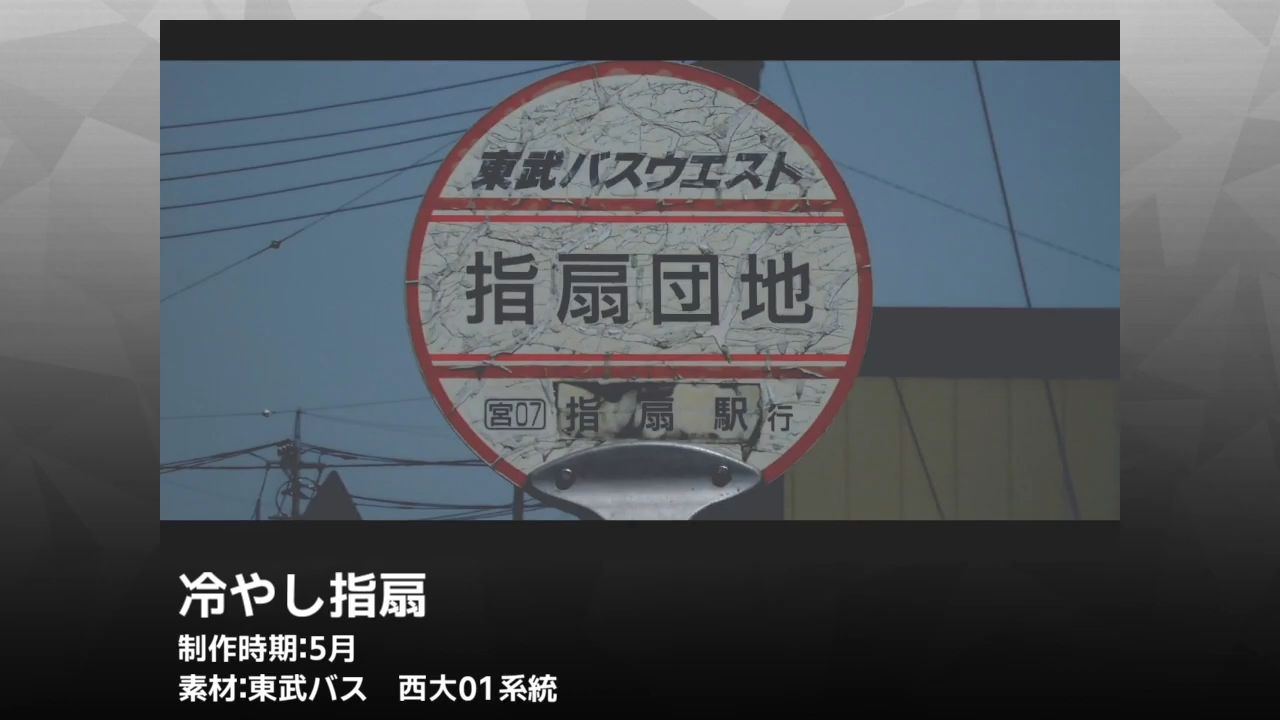 東武バスウエスト
指扇団地
宮07 指扇駅行
冷やし指扇
制作時期:5月
素材:東武バス 西大01系統